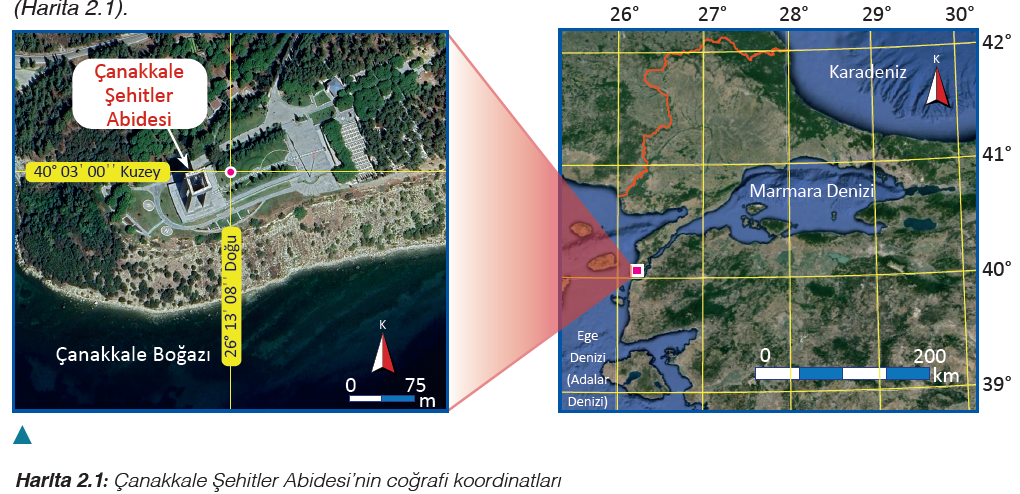 (Harita 2.1).
Çanakkale
Şehitler
Abidesi
40° 03' 00'' Kuzey
26° 13' 08'' Doğu
Çanakkale Boğazı
K
0 75
m
26° 27° 28° 29° 30°
42°
Karadeniz
K
41°
Marmara Denizi
40°
Ege
Denizi
(Adalar
Denizi)
0 200
km
39°
Harita 2.1: Çanakkale Şehitler Abidesi’nin coğrafi koordinatları